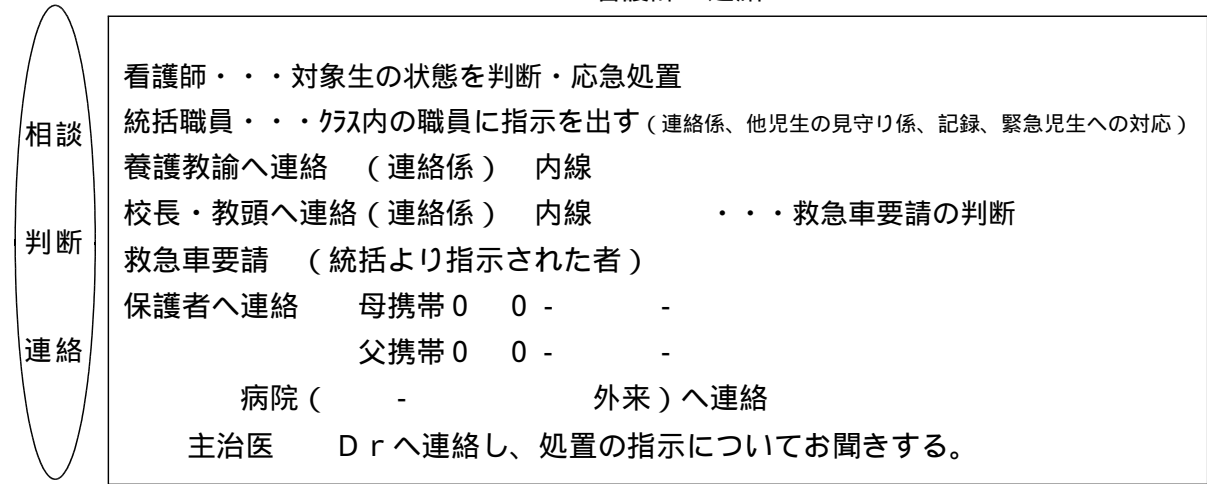 相談
判断
連絡
看護師・・・対象生の状態を判断・応急処置
統括職員・・・ｸﾗｽ内の職員に指示を出す（連絡係、他児生の見守り係、記録、緊急児生への対応）
養護教諭へ連絡　（連絡係）　内線
校長・教頭へ連絡（連絡係）　内線　　　　　・・・救急車要請の判断
救急車要請　（統括より指示された者）
保護者へ連絡　　母携帯０　０-　　　　-
父携帯０　０-　　　　-
病院（　　　-　　　　　　　　外来）へ連絡
主治医　　Ｄｒへ連絡し、処置の指示についてお聞きする。